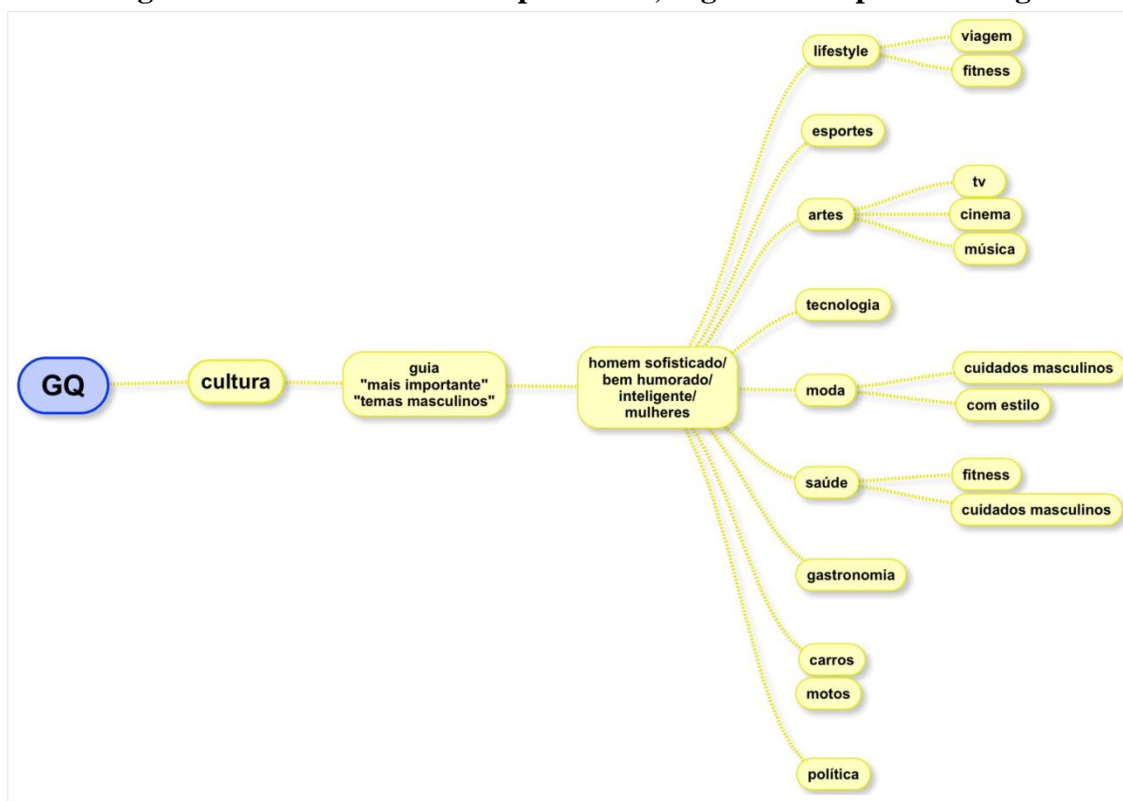 GQ
cultura
guia
"mais importante"
"temas masculinos"
homem sofisticado/
bem humorado/
inteligente/
mulheres
lifestyle
viagem
fitness
esportes
artes
tv
cinema
música
tecnologia
moda
cuidados masculinos
com estilo
saúde
fitness
cuidados masculinos
gastronomia
carros
motos
política